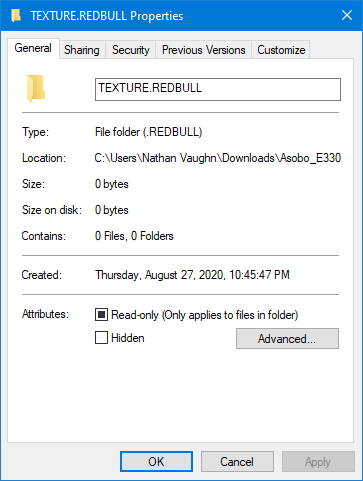 TEXTURE.REDBULL Properties
General Sharing Security Previous Versions Customize
TEXTURE.REDBULL
Type: File folder (.REDBULL)
Location: C:\Users\Nathan Vaughn\Downloads\Asobo_E330
Size: 0 bytes
Size on disk: 0 bytes
Contains: 0 Files, 0 Folders
Created: Thursday, August 27, 2020, 10:45:47 PM
Attributes: Read-only (Only applies to files in folder)
Hidden Advanced...
OK Cancel Apply